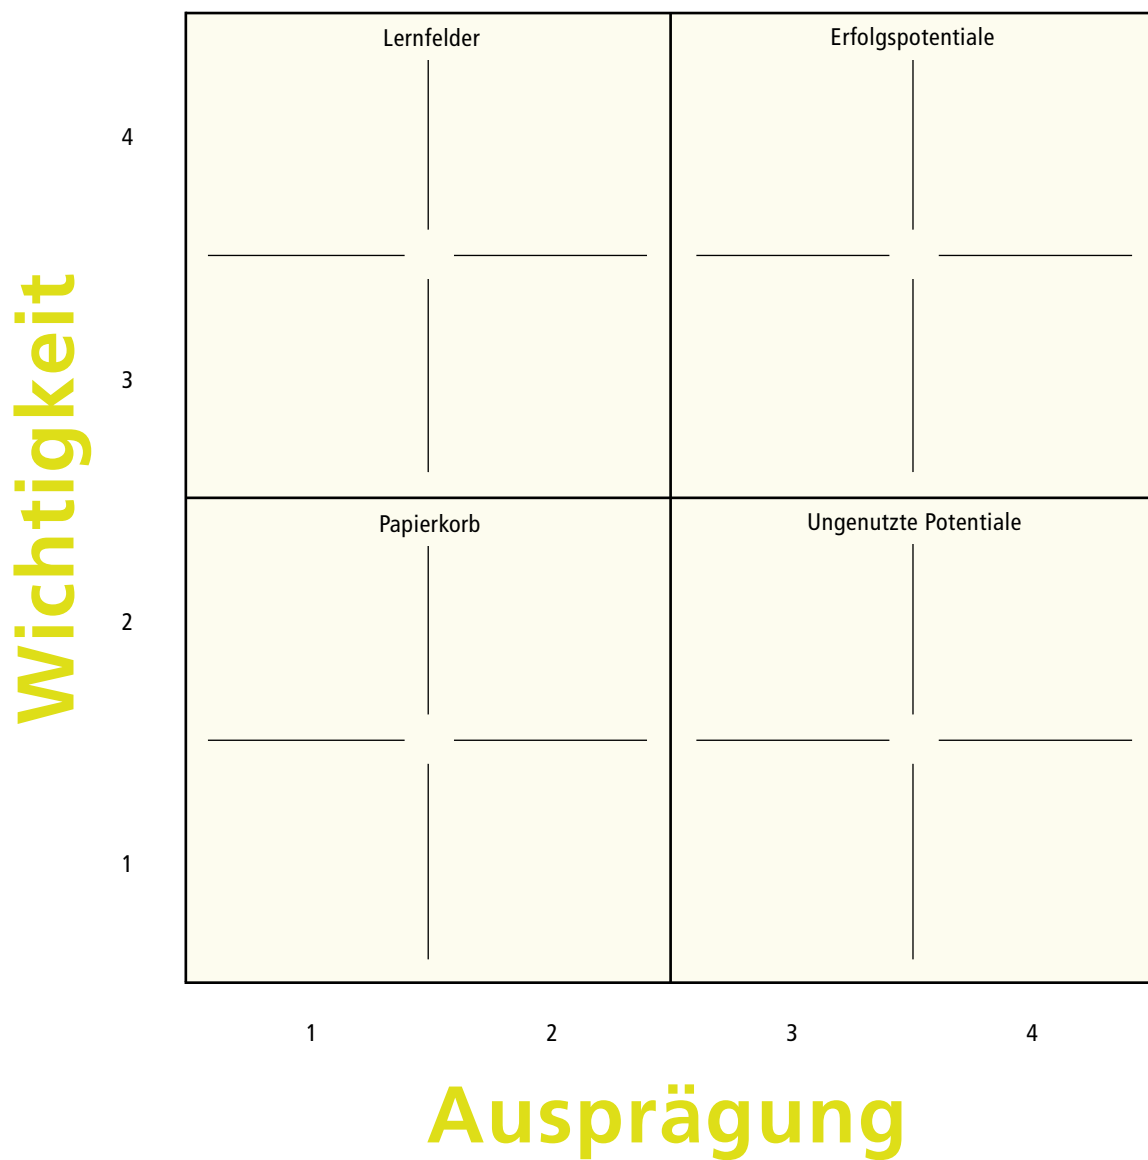 Lernfelder
Erfolgspotentiale
4
3
Wichtigkeit
Papierkorb
Ungenutzte Potentiale
2
1
1
2
3
4
Ausprägung